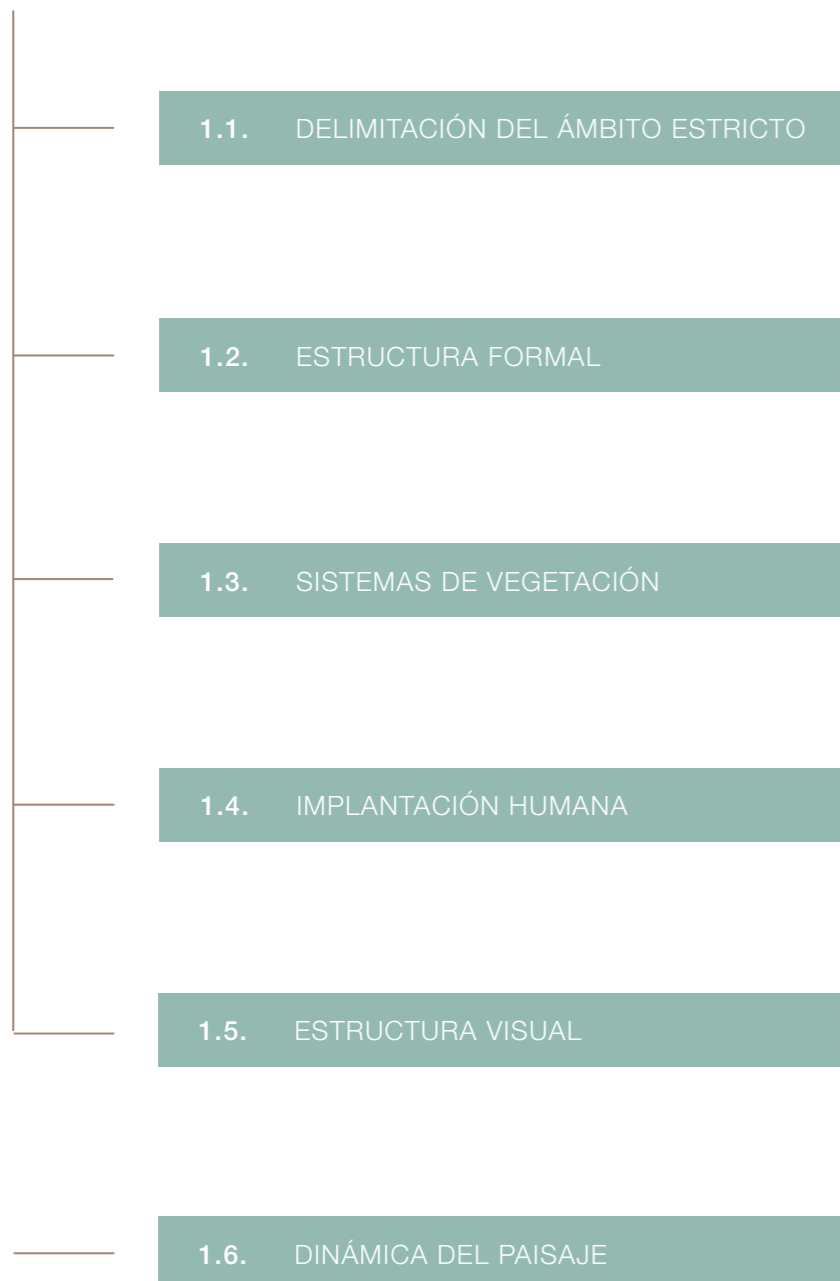 1.1. DELIMITACIÓN DEL ÁMBITO ESTRICTO
1.2. ESTRUCTURA FORMAL
1.3. SISTEMAS DE VEGETACIÓN
1.4. IMPLANTACIÓN HUMANA
1.5. ESTRUCTURA VISUAL
1.6. DINÁMICA DEL PAISAJE